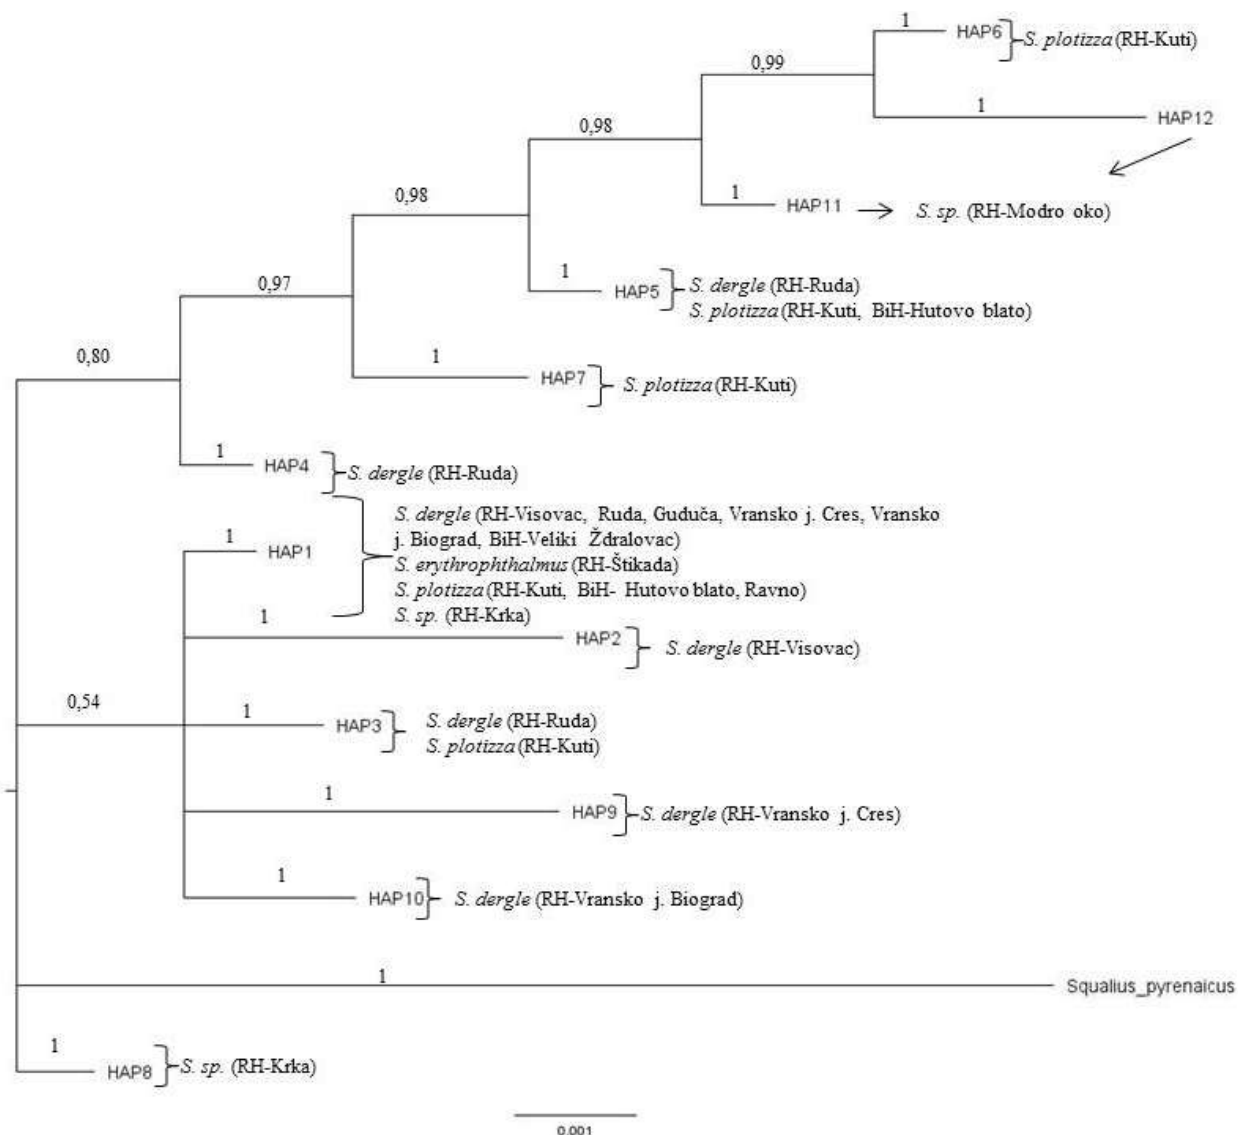 1
HAP6
S. plotizza (RH-Kuti)
0,99
1
HAP12
0,98
1
HAP11
S. sp. (RH-Modro oko)
0,98
1
HAP5
S. dergle (RH-Ruda)
S. plotizza (RH-Kuti, BiH-Hutovo blato)
0,97
1
HAP7
S. plotizza (RH-Kuti)
0,80
1
HAP4
S. dergle (RH-Ruda)
1
HAP1
S. dergle (RH-Visovac, Ruda, Guduča, Vransko j. Cres, Vransko
j. Biograd, BiH-Veliki Ždralovac)
S. erythrophthalmus (RH-Štikada)
S. plotizza (RH-Kuti, BiH- Hutovo blato, Ravno)
S. sp. (RH-Krka)
1
HAP2
S. dergle (RH-Visovac)
0,54
1
HAP3
S. dergle (RH-Ruda)
S. plotizza (RH-Kuti)
1
HAP9
S. dergle (RH-Vransko j. Cres)
1
HAP10
S. dergle (RH-Vransko j. Biograd)
1
Squalius_pyrenaicus
1
HAP8
S. sp. (RH-Krka)
0.001